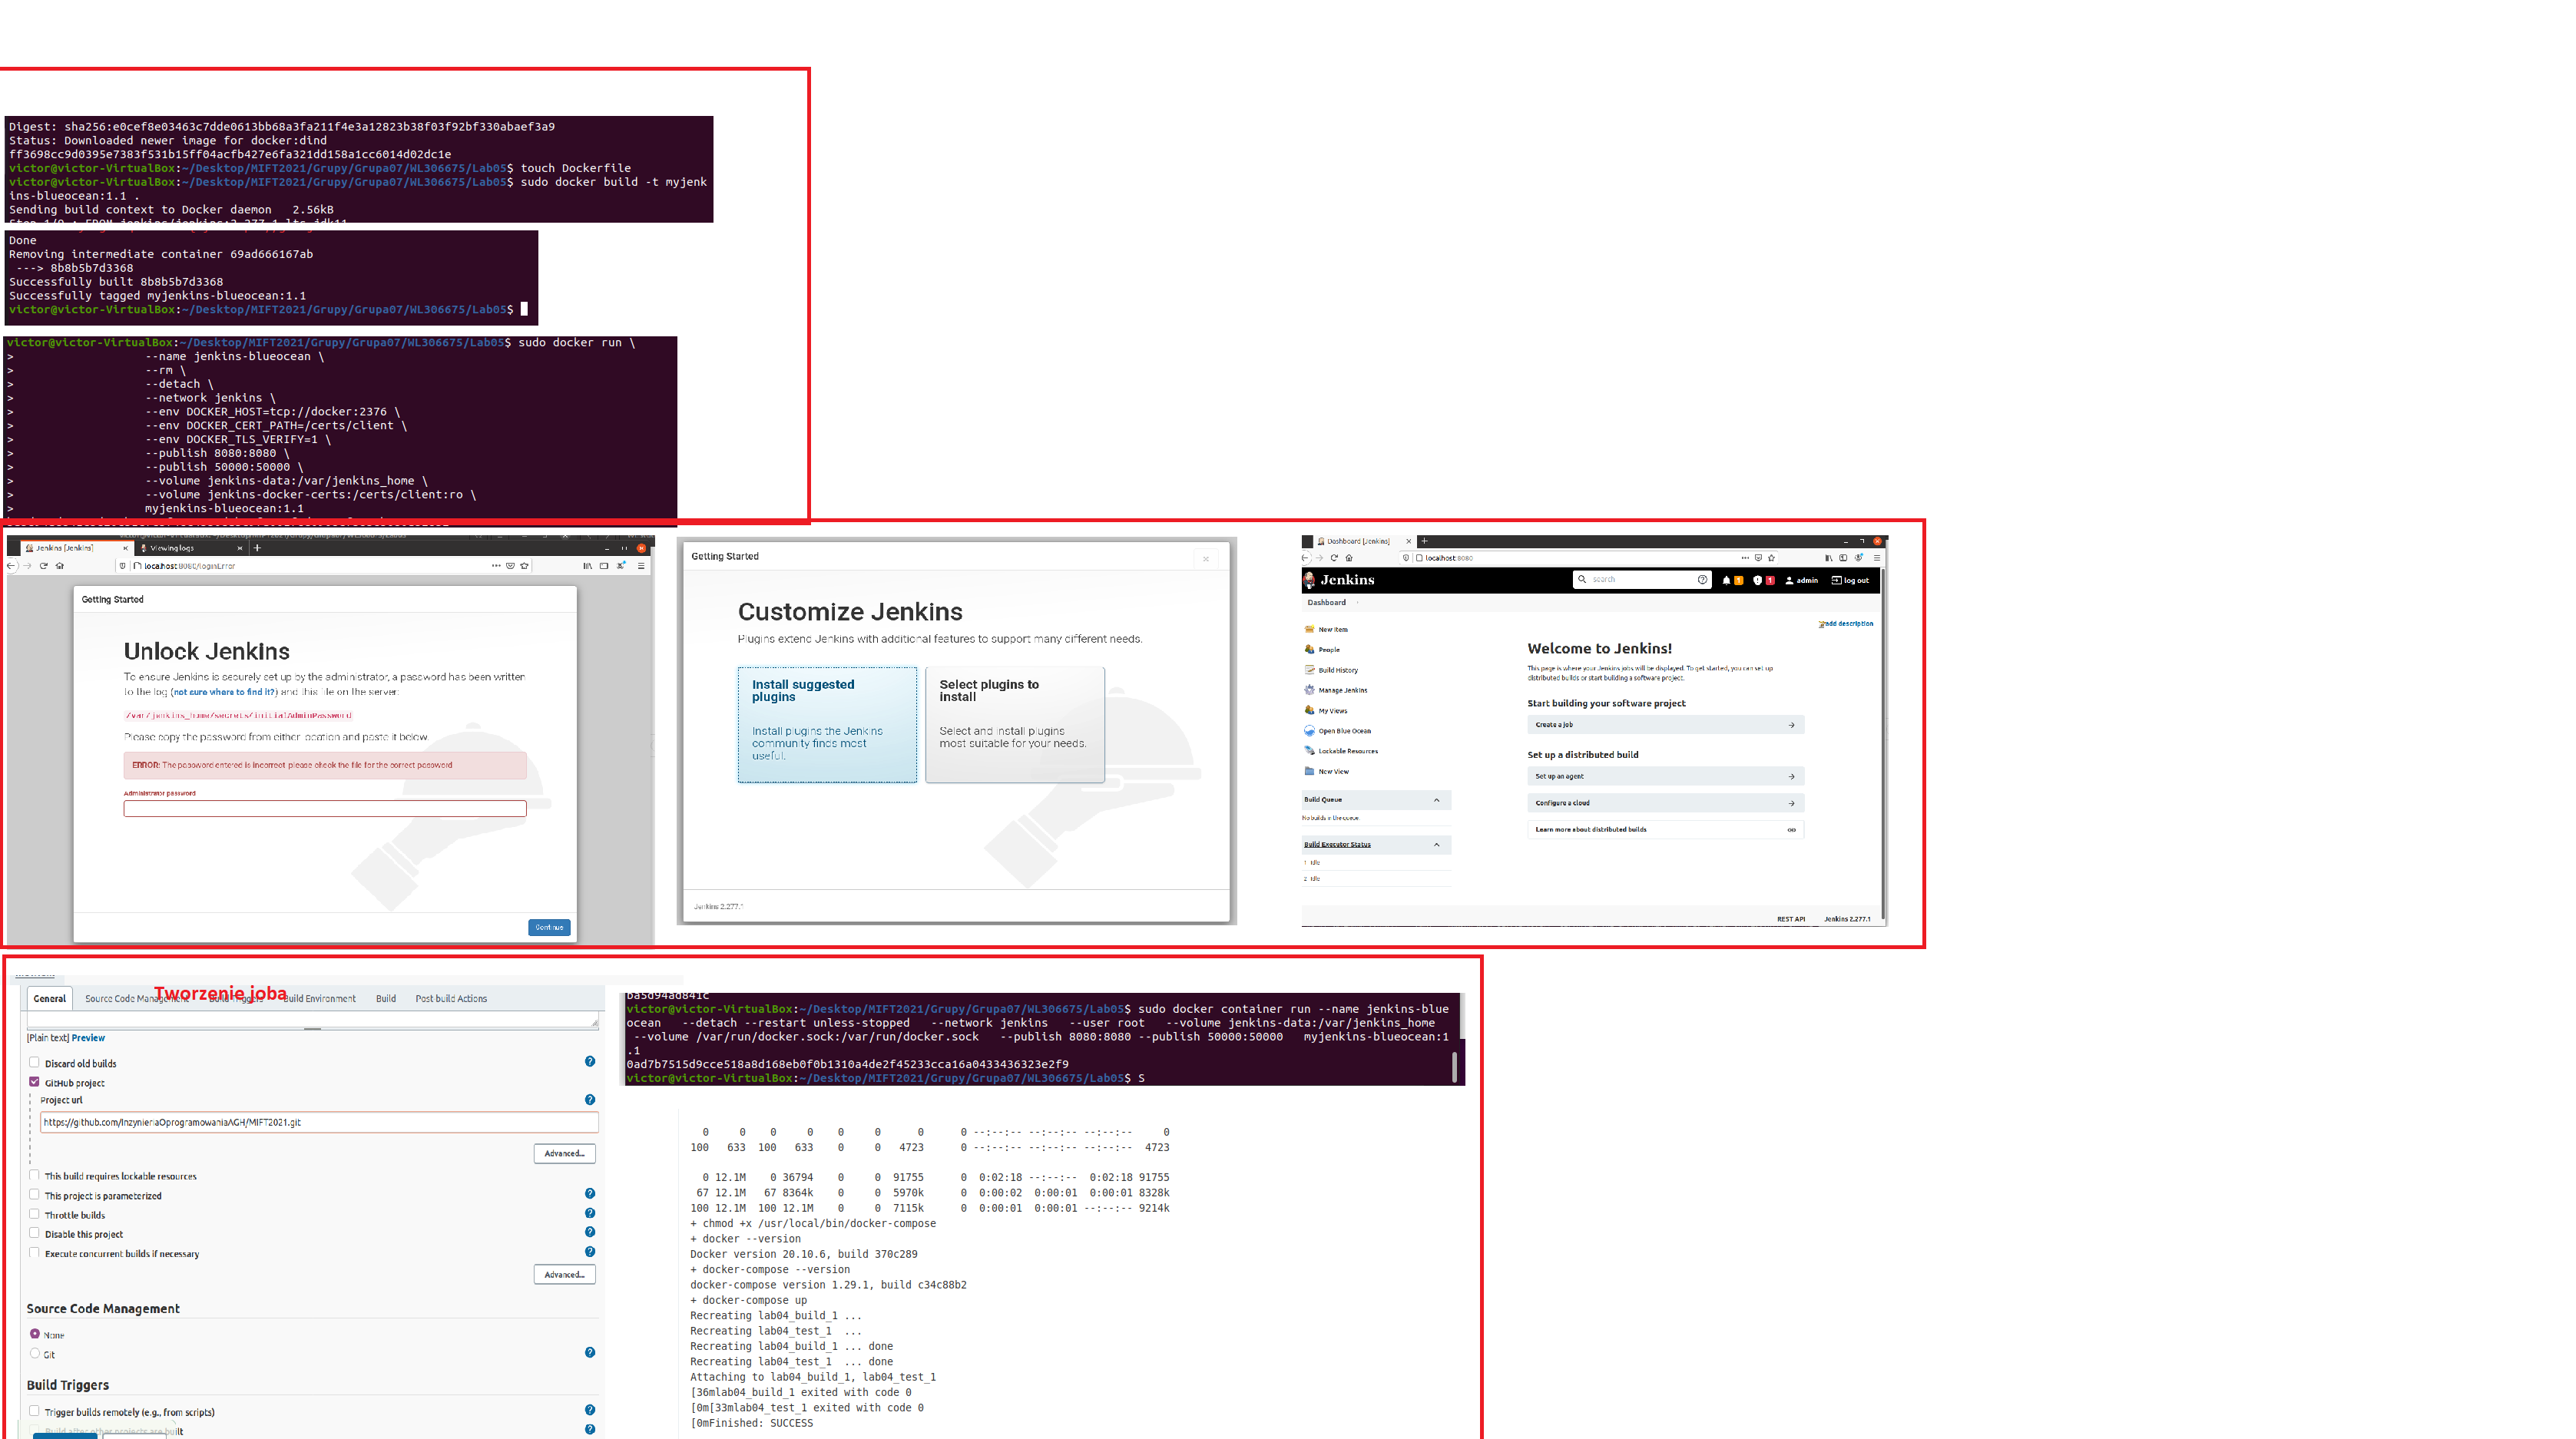 Digest: sha256:e0cef8e03463c7dde0613bb68a3fa211f4e3a12823b38f03f92bf330abaef3a9
Status: Downloaded newer image for docker:dind
ff3698cc9d0395e7383f531b15ff04acfb427e6fa321dd158a1cc6014d02dc1e
victor@victor-VirtualBox:~/Desktop/MIFT2021/Grupy/Grupa07/WL306675/Lab05$ touch Dockerfile
victor@victor-VirtualBox:~/Desktop/MIFT2021/Grupy/Grupa07/WL306675/Lab05$ sudo docker build -t myjenk
ins-blueocean:1.1 .
Sending build context to Docker daemon   2.56kB
Done
Removing intermediate container 69ad666167ab
 ---> 8b8b5b7d3368
Successfully built 8b8b5b7d3368
Successfully tagged myjenkins-blueocean:1.1
victor@victor-VirtualBox:~/Desktop/MIFT2021/Grupy/Grupa07/WL306675/Lab05$
victor@victor-VirtualBox:~/Desktop/MIFT2021/Grupy/Grupa07/WL306675/Lab05$ sudo docker run \
> --name jenkins-blueocean \
> --rm \
> --detach \
> --network jenkins \
> --env DOCKER_HOST=tcp://docker:2376 \
> --env DOCKER_CERT_PATH=/certs/client \
> --env DOCKER_TLS_VERIFY=1 \
> --publish 8080:8080 \
> --publish 50000:50000 \
> --volume jenkins-data:/var/jenkins_home \
> --volume jenkins-docker-certs:/certs/client:ro \
> myjenkins-blueocean:1.1
Jenkins [Jenkins] Viewing logs
localhost:8080/loginError
Getting Started
Unlock Jenkins
To ensure Jenkins is securely set up by the administrator, a password has been written
to the log (not sure where to find it?) and this file on the server:
/var/jenkins_home/secrets/initialAdminPassword
Please copy the password from either location and paste it below.
ERROR: The password entered is incorrect, please check the file for the correct password
Administrator password
Continue
Getting Started
Customize Jenkins
Plugins extend Jenkins with additional features to support many different needs.
Install suggested
plugins
Install plugins the Jenkins
community finds most
useful.
Select plugins to
install
Select and install plugins
most suitable for your needs.
Jenkins 2.277.1
Dashboard [Jenkins]
localhost:8080
Jenkins
search
1
1
admin
log out
Dashboard
add description
New Item
People
Build History
Manage Jenkins
My Views
Open Blue Ocean
Lockable Resources
New View
Build Queue
No builds in the queue.
Build Executor Status
1 Idle
2 Idle
Welcome to Jenkins!
This page is where your Jenkins jobs will be displayed. To get started, you can set up
distributed builds or start building a software project.
Start building your software project
Create a job
Set up a distributed build
Set up an agent
Configure a cloud
Learn more about distributed builds
REST API Jenkins 2.277.1
Tworzenie joba
General Source Code Management Build Triggers Build Environment Build Post-build Actions
[Plain text] Preview
Discard old builds
GitHub project
Project url
https://github.com/InzynieriaOprogramowaniaAGH/MIFT2021.git
Advanced...
This build requires lockable resources
This project is parameterized
Throttle builds
Disable this project
Execute concurrent builds if necessary
Advanced...
Source Code Management
None
Git
Build Triggers
Trigger builds remotely (e.g., from scripts)
Build after other projects are built
ba5d94ad841c
victor@victor-VirtualBox:~/Desktop/MIFT2021/Grupy/Grupa07/WL306675/Lab05$ sudo docker container run --name jenkins-blue
ocean   --detach --restart unless-stopped   --network jenkins   --user root   --volume jenkins-data:/var/jenkins_home
 --volume /var/run/docker.sock:/var/run/docker.sock   --publish 8080:8080 --publish 50000:50000   myjenkins-blueocean:1
.1
0ad7b7515d9cce518a8d168eb0f0b1310a4de2f45233cca16a0433436323e2f9
victor@victor-VirtualBox:~/Desktop/MIFT2021/Grupy/Grupa07/WL306675/Lab05$ S
0 0 0 0 0 0 0 0 --:--:-- --:--:-- --:--:-- 0
100 633 100 633 0 0 4723 0 --:--:-- --:--:-- --:--:-- 4723
0 12.1M 0 36794 0 0 91755 0 0:02:18 --:--:-- 0:02:18 91755
67 12.1M 67 8364k 0 0 5970k 0 0:00:02 0:00:01 0:00:01 8328k
100 12.1M 100 12.1M 0 0 7115k 0 0:00:01 0:00:01 --:--:-- 9214k
+ chmod +x /usr/local/bin/docker-compose
+ docker --version
Docker version 20.10.6, build 370c289
+ docker-compose --version
docker-compose version 1.29.1, build c34c88b2
+ docker-compose up
Recreating lab04_build_1 ...
Recreating lab04_test_1  ...
Recreating lab04_build_1 ... done
Recreating lab04_test_1  ... done
Attaching to lab04_build_1, lab04_test_1
[36mlab04_build_1 exited with code 0
[0m[33mlab04_test_1 exited with code 0
[0mFinished: SUCCESS